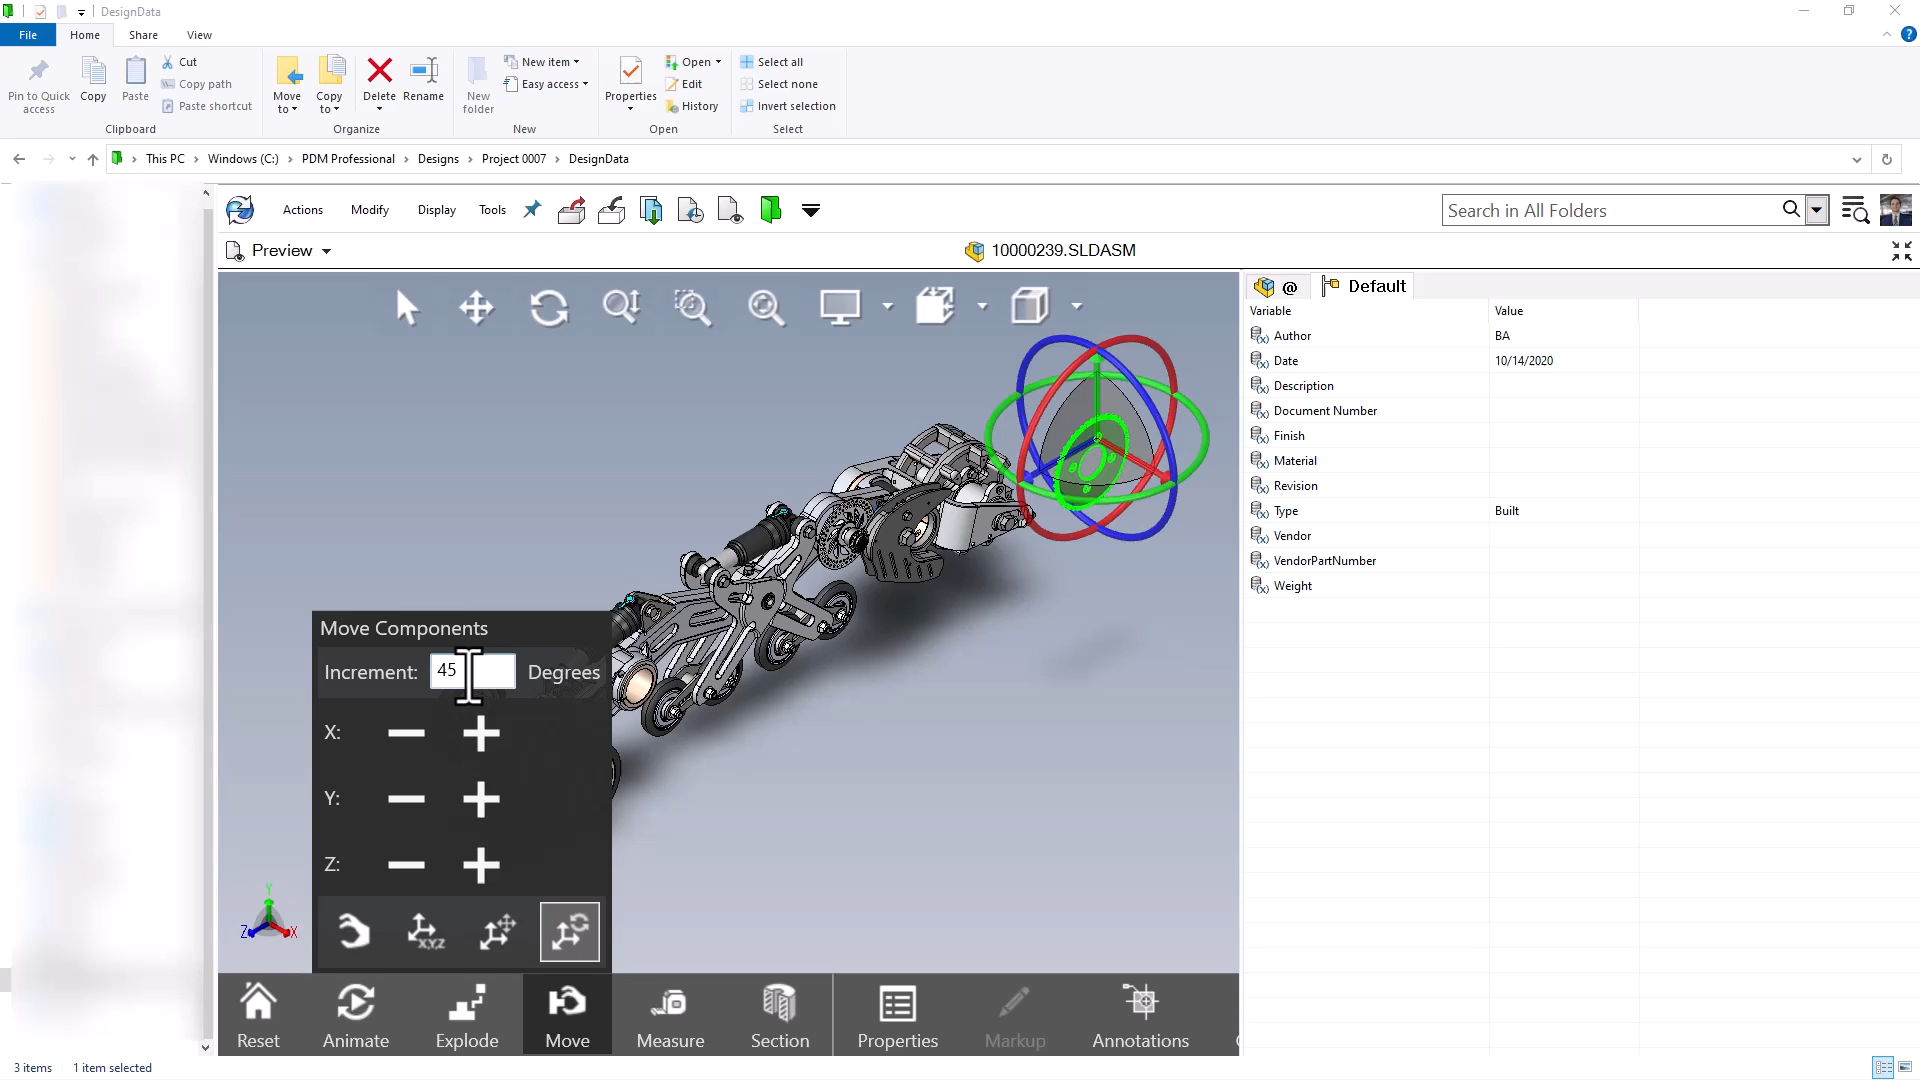 DesignData
File Home Share View
Pin to Quick access
Copy
Paste
Cut
Copy path
Paste shortcut
Clipboard
Move to
Copy to
Delete
Rename
Organize
New folder
New item
Easy access
New
Properties
Open
Edit
History
Open
Select all
Select none
Invert selection
Select
This PC Windows (C:) PDM Professional Designs Project 0007 DesignData
Actions Modify Display Tools
Search in All Folders
Preview
10000239.SLDASM
@ Default
Variable Value
Author BA
Date 10/14/2020
Description
Document Number
Finish
Material
Revision
Type Built
Vendor
VendorPartNumber
Weight
Move Components
Increment: 45 Degrees
X:
Y:
Z:
X,Y,Z
Y
Z
X
Reset Animate Explode Move Measure Section Properties Markup Annotations
3 items 1 item selected